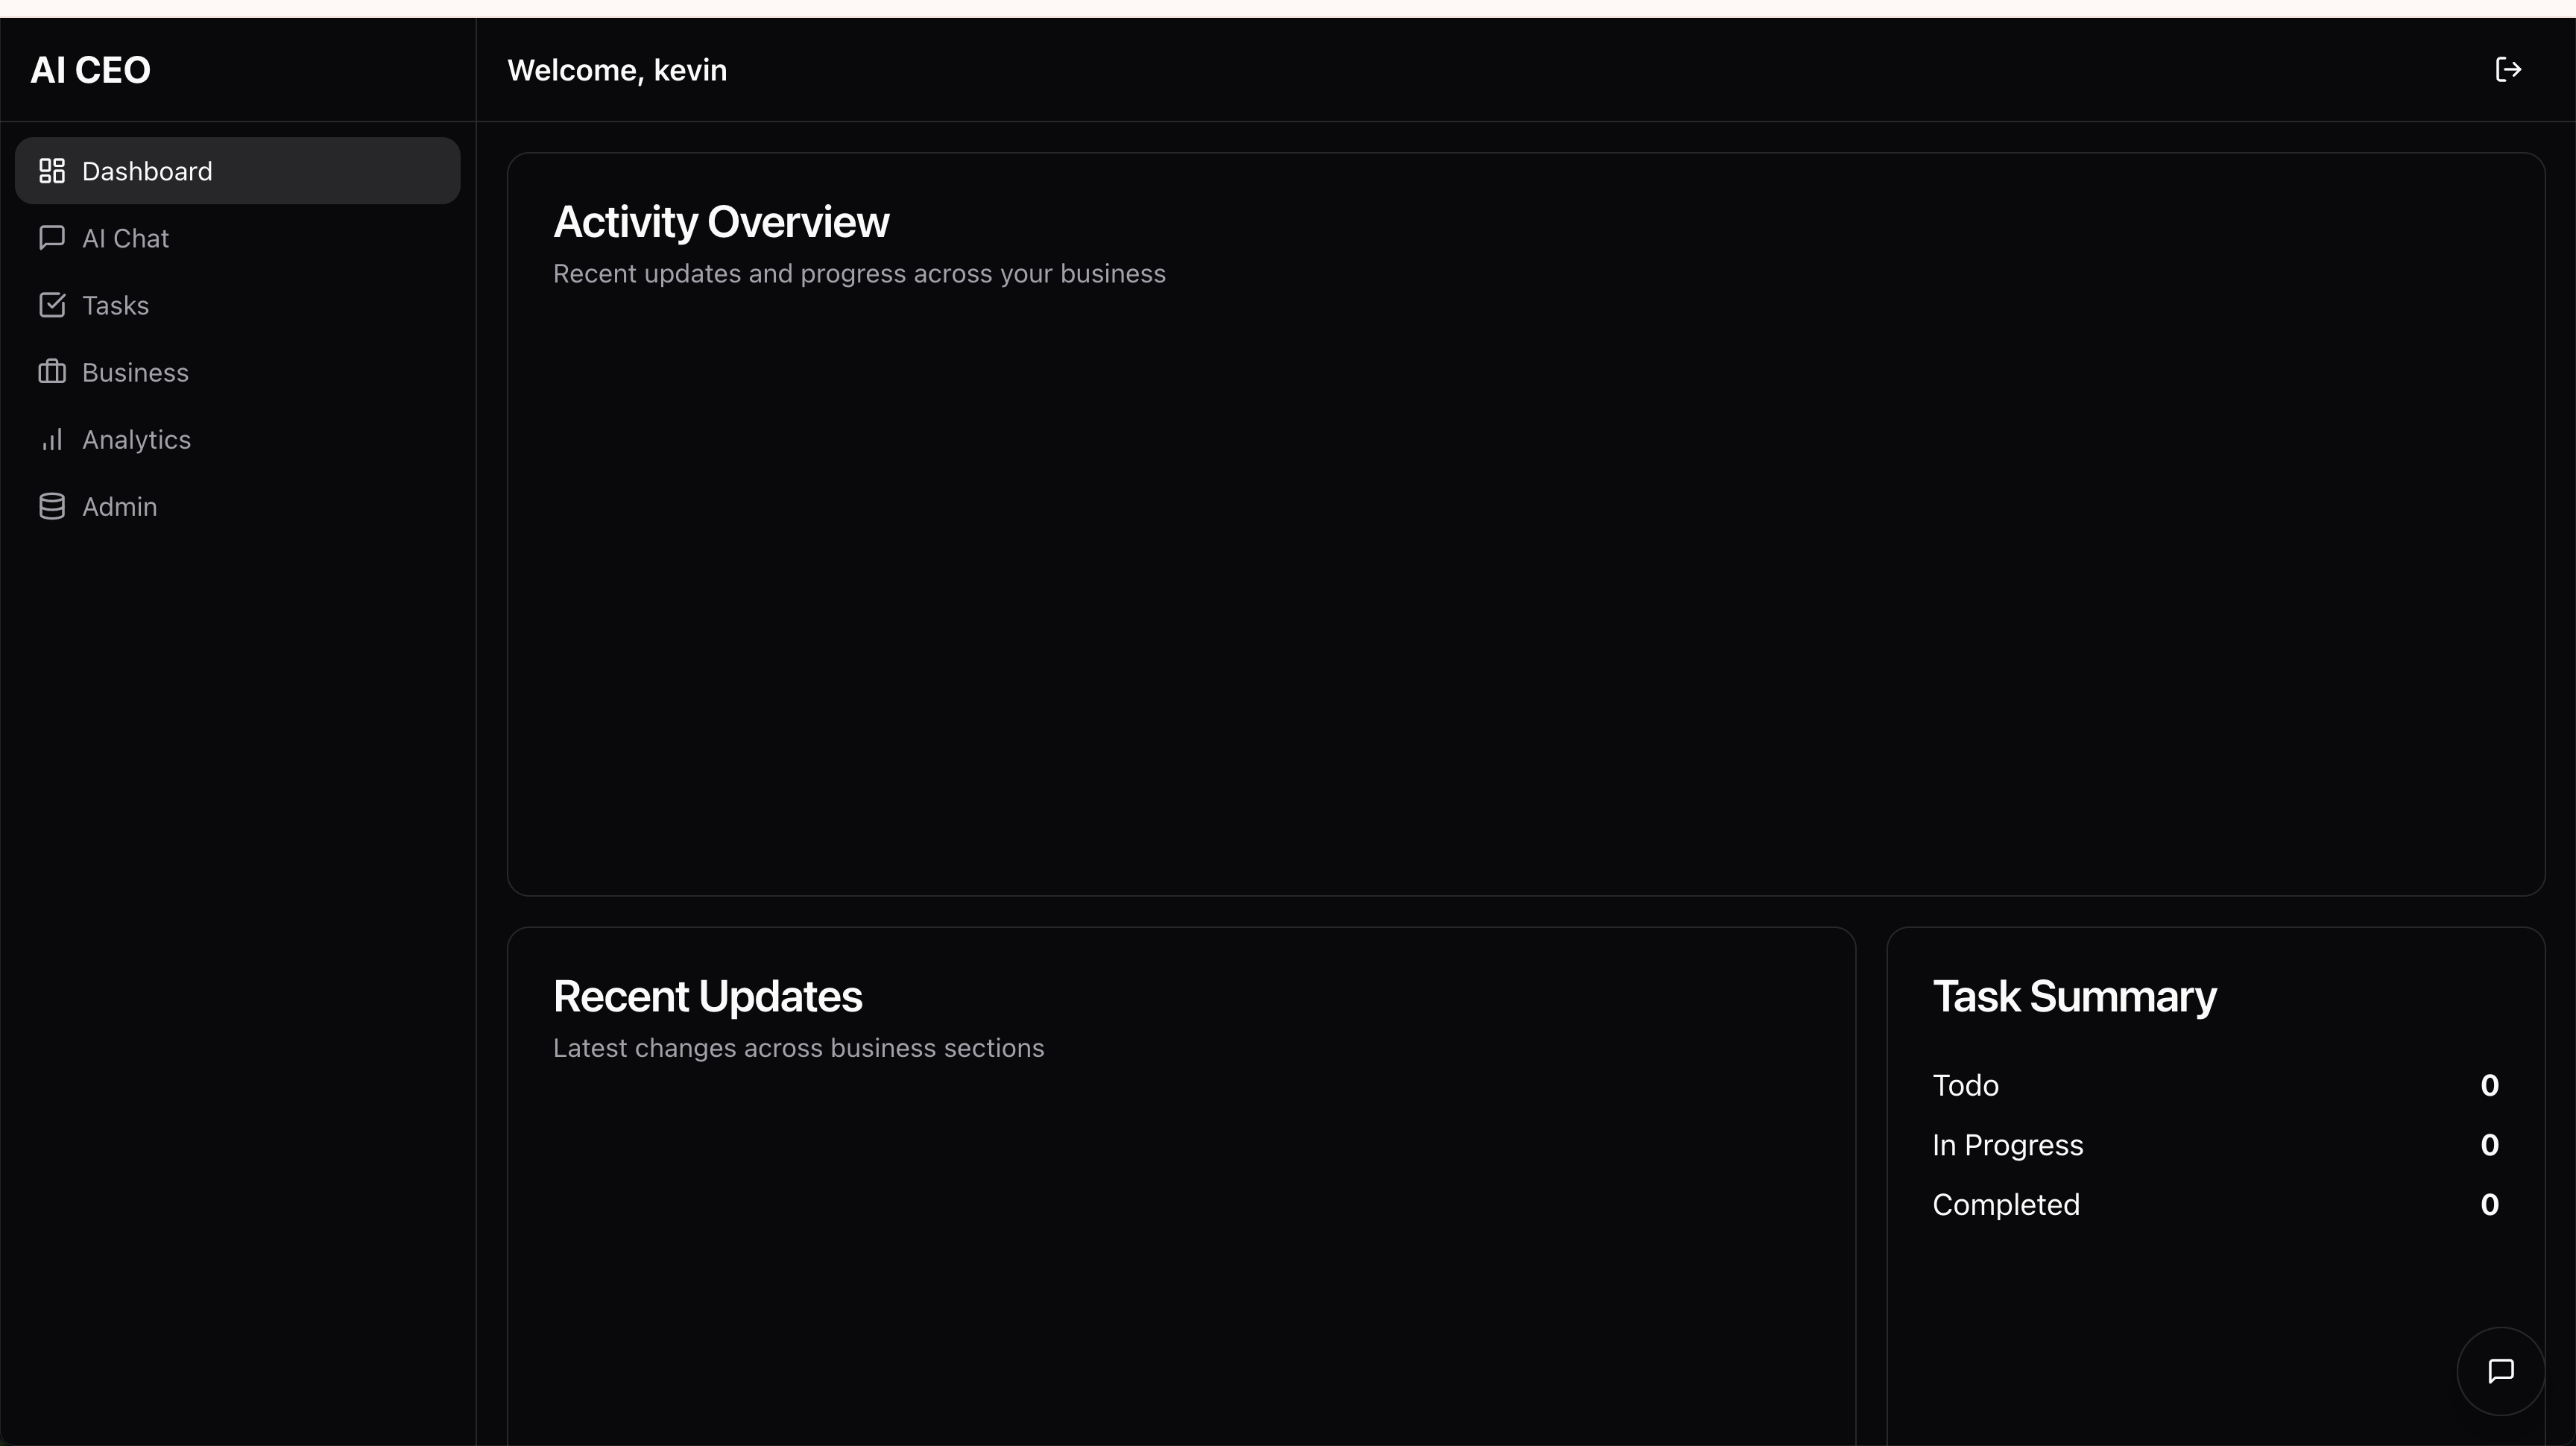 AI CEO
Welcome, kevin
Dashboard
AI Chat
Tasks
Business
Analytics
Admin
Activity Overview
Recent updates and progress across your business
Recent Updates
Latest changes across business sections
Task Summary
Todo 0
In Progress 0
Completed 0